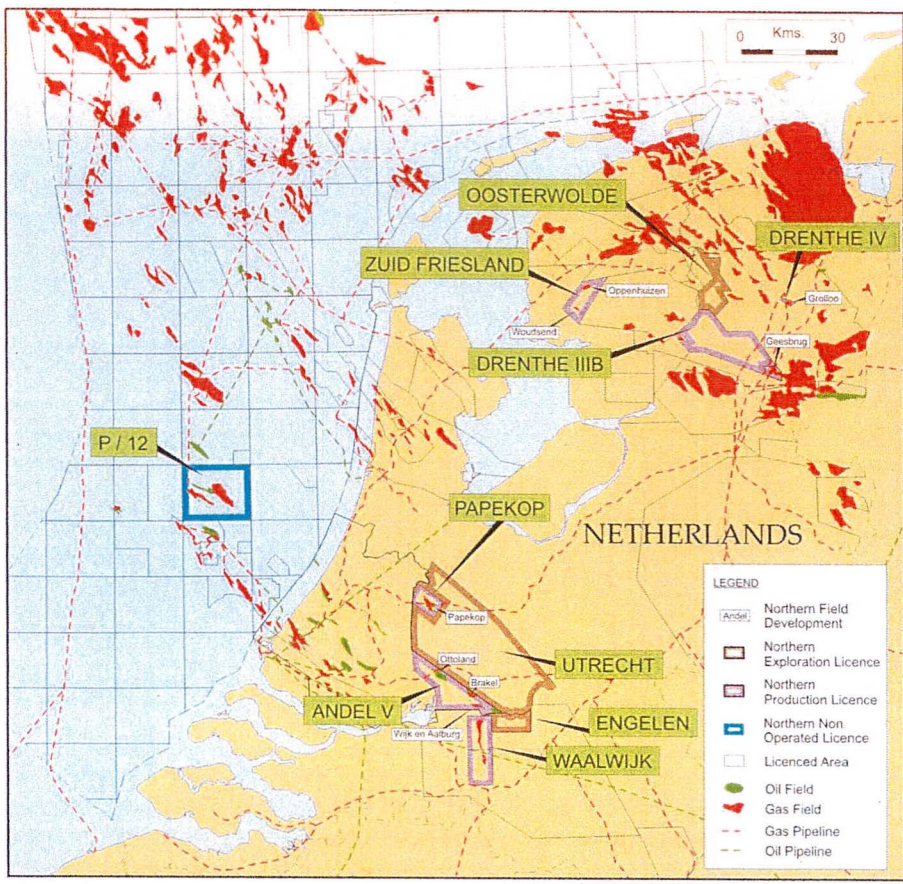 0 Kms. 30
OOSTERWOLDE
DRENTHE IV
ZUID FRIESLAND
Oppenhuizen
Grolloo
Woudsend
DRENTHE IIIB
Geesbrug
P / 12
PAPEKOP
NETHERLANDS
Papekop
Ottoland
UTRECHT
Brakel
ANDEL V
ENGELEN
Wijk en Aalburg
WAALWIJK
LEGEND
Andel
Northern Field
Development
Northern
Exploration Licence
Northern
Production Licence
Northern Non
Operated Licence
Licenced Area
Oil Field
Gas Field
Gas Pipeline
Oil Pipeline